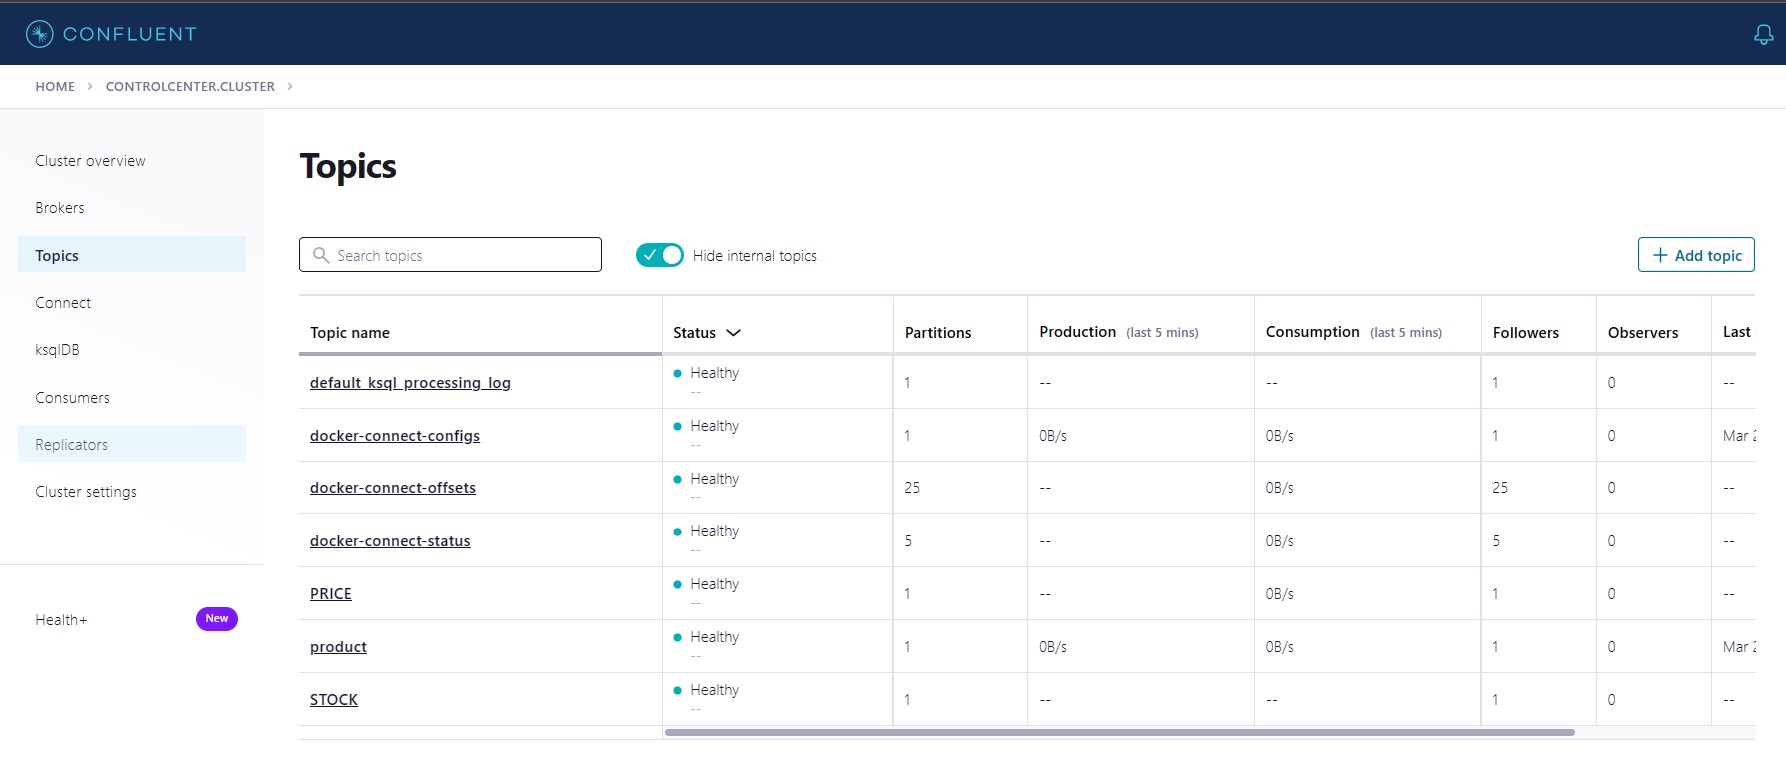 CONFLUENT
HOME > CONTROLCENTER.CLUSTER >
Cluster overview
Brokers
Topics
Connect
ksqlDB
Consumers
Replicators
Cluster settings
Health+ New
Topics
Search topics Hide internal topics + Add topic
Topic name Status Partitions Production (last 5 mins) Consumption (last 5 mins) Followers Observers Last
default_ksql_processing_log Healthy -- 1 -- -- 1 0 --
docker-connect-configs Healthy -- 1 0B/s 0B/s 1 0 Mar 2
docker-connect-offsets Healthy -- 25 -- 0B/s 25 0 --
docker-connect-status Healthy -- 5 -- 0B/s 5 0 --
PRICE Healthy -- 1 -- 0B/s 1 0 --
product Healthy -- 1 0B/s 0B/s 1 0 Mar 2
STOCK Healthy -- 1 -- -- 1 0 --